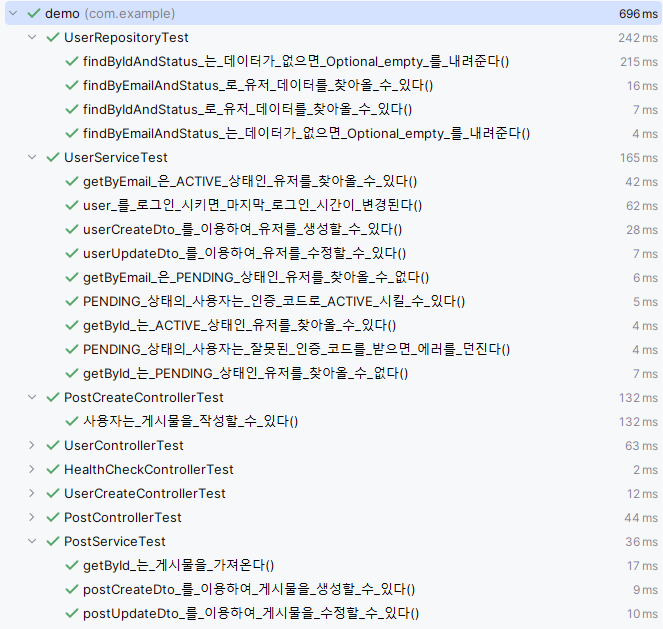 demo (com.example) 696 ms
UserRepositoryTest 242 ms
findByIdAndStatus_는_데이터가_없으면_Optional_empty_를_내려준다() 215 ms
findByEmailAndStatus_로_유저_데이터를_찾아올_수_있다() 16 ms
findByIdAndStatus_로_유저_데이터를_찾아올_수_있다() 7 ms
findByEmailAndStatus_는_데이터가_없으면_Optional_empty_를_내려준다() 4 ms
UserServiceTest 165 ms
getByEmail_은_ACTIVE_상태인_유저를_찾아올_수_있다() 42 ms
user_를_로그인_시키면_마지막_로그인_시간이_변경된다() 62 ms
userCreateDto_를_이용하여_유저를_생성할_수_있다() 28 ms
userUpdateDto_를_이용하여_유저를_수정할_수_있다() 7 ms
getByEmail_은_PENDING_상태인_유저를_찾아올_수_없다() 6 ms
PENDING_상태의_사용자는_인증_코드로_ACTIVE_시킬_수_있다() 5 ms
getById_는_ACTIVE_상태인_유저를_찾아올_수_있다() 4 ms
PENDING_상태의_사용자는_잘못된_인증_코드를_받으면_에러를_던진다() 4 ms
getById_는_PENDING_상태인_유저를_찾아올_수_없다() 7 ms
PostCreateControllerTest 132 ms
사용자는_게시물을_작성할_수_있다() 132 ms
UserControllerTest 63 ms
HealthCheckControllerTest 2 ms
UserCreateControllerTest 12 ms
PostControllerTest 44 ms
PostServiceTest 36 ms
getById_는_게시물을_가져온다() 17 ms
postCreateDto_를_이용하여_게시물을_생성할_수_있다() 9 ms
postUpdateDto_를_이용하여_게시물을_수정할_수_있다() 10 ms